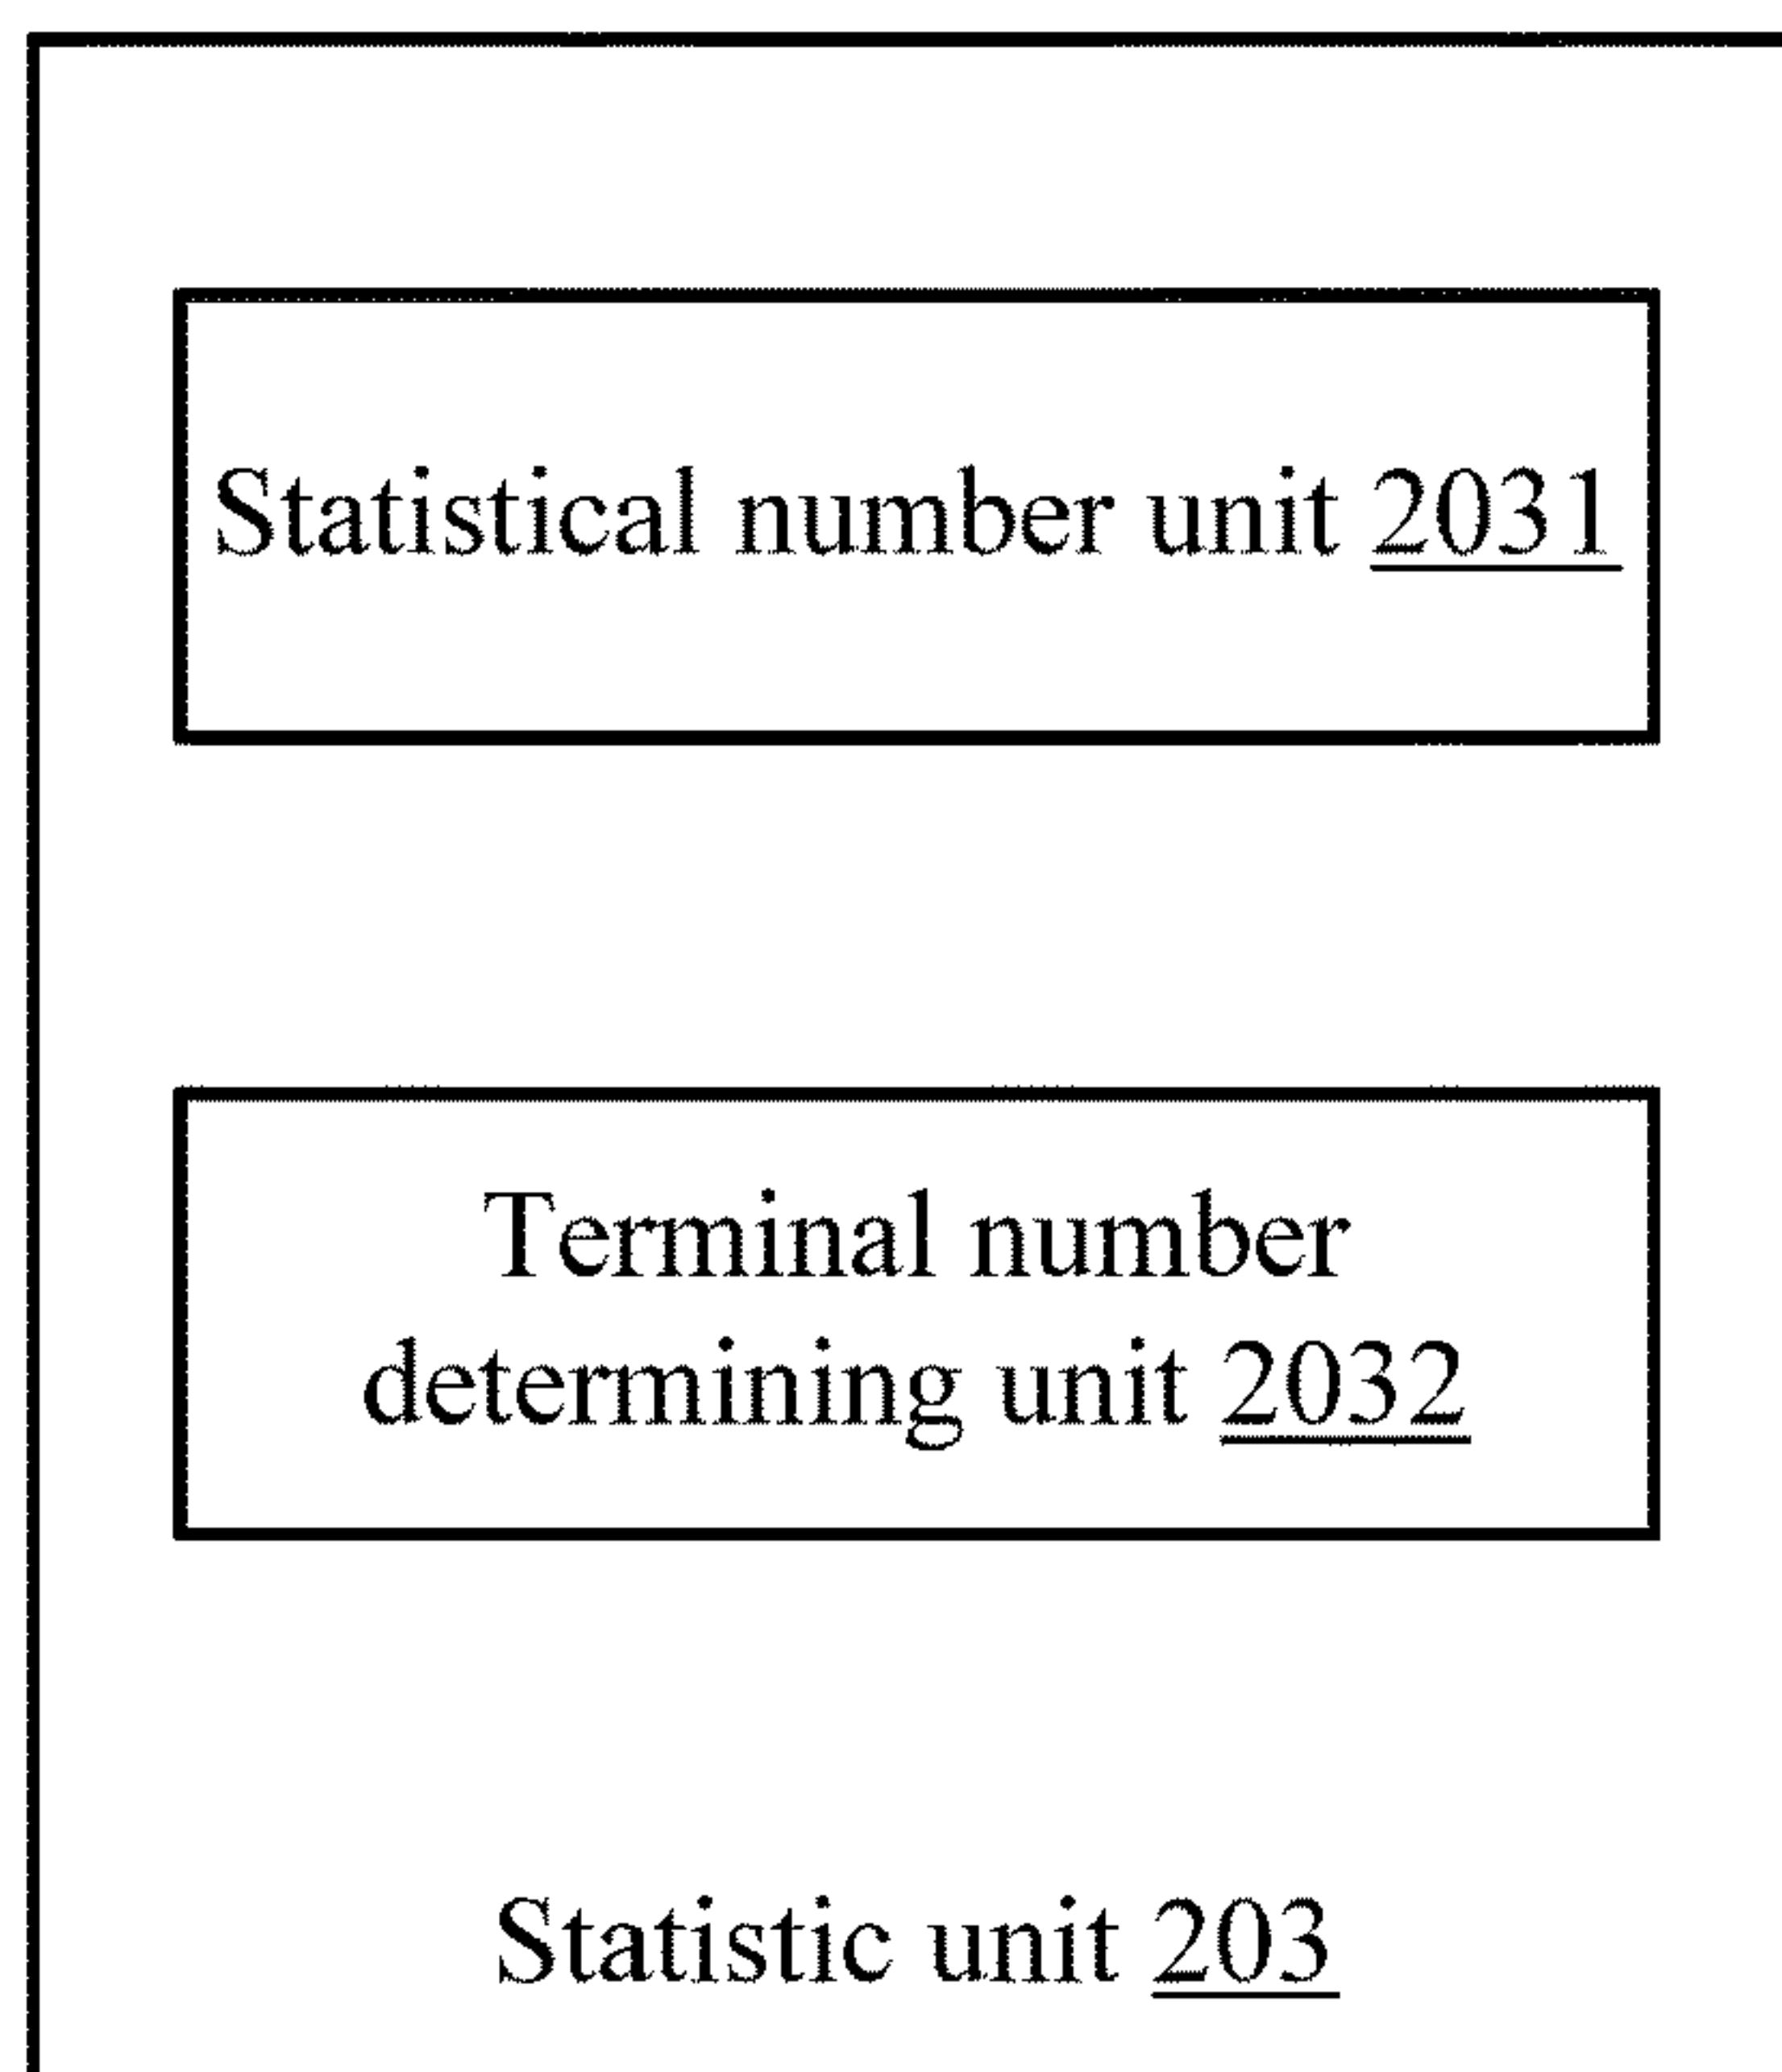 Statistical number unit 2031
Terminal number
determining unit 2032
Statistic unit 203